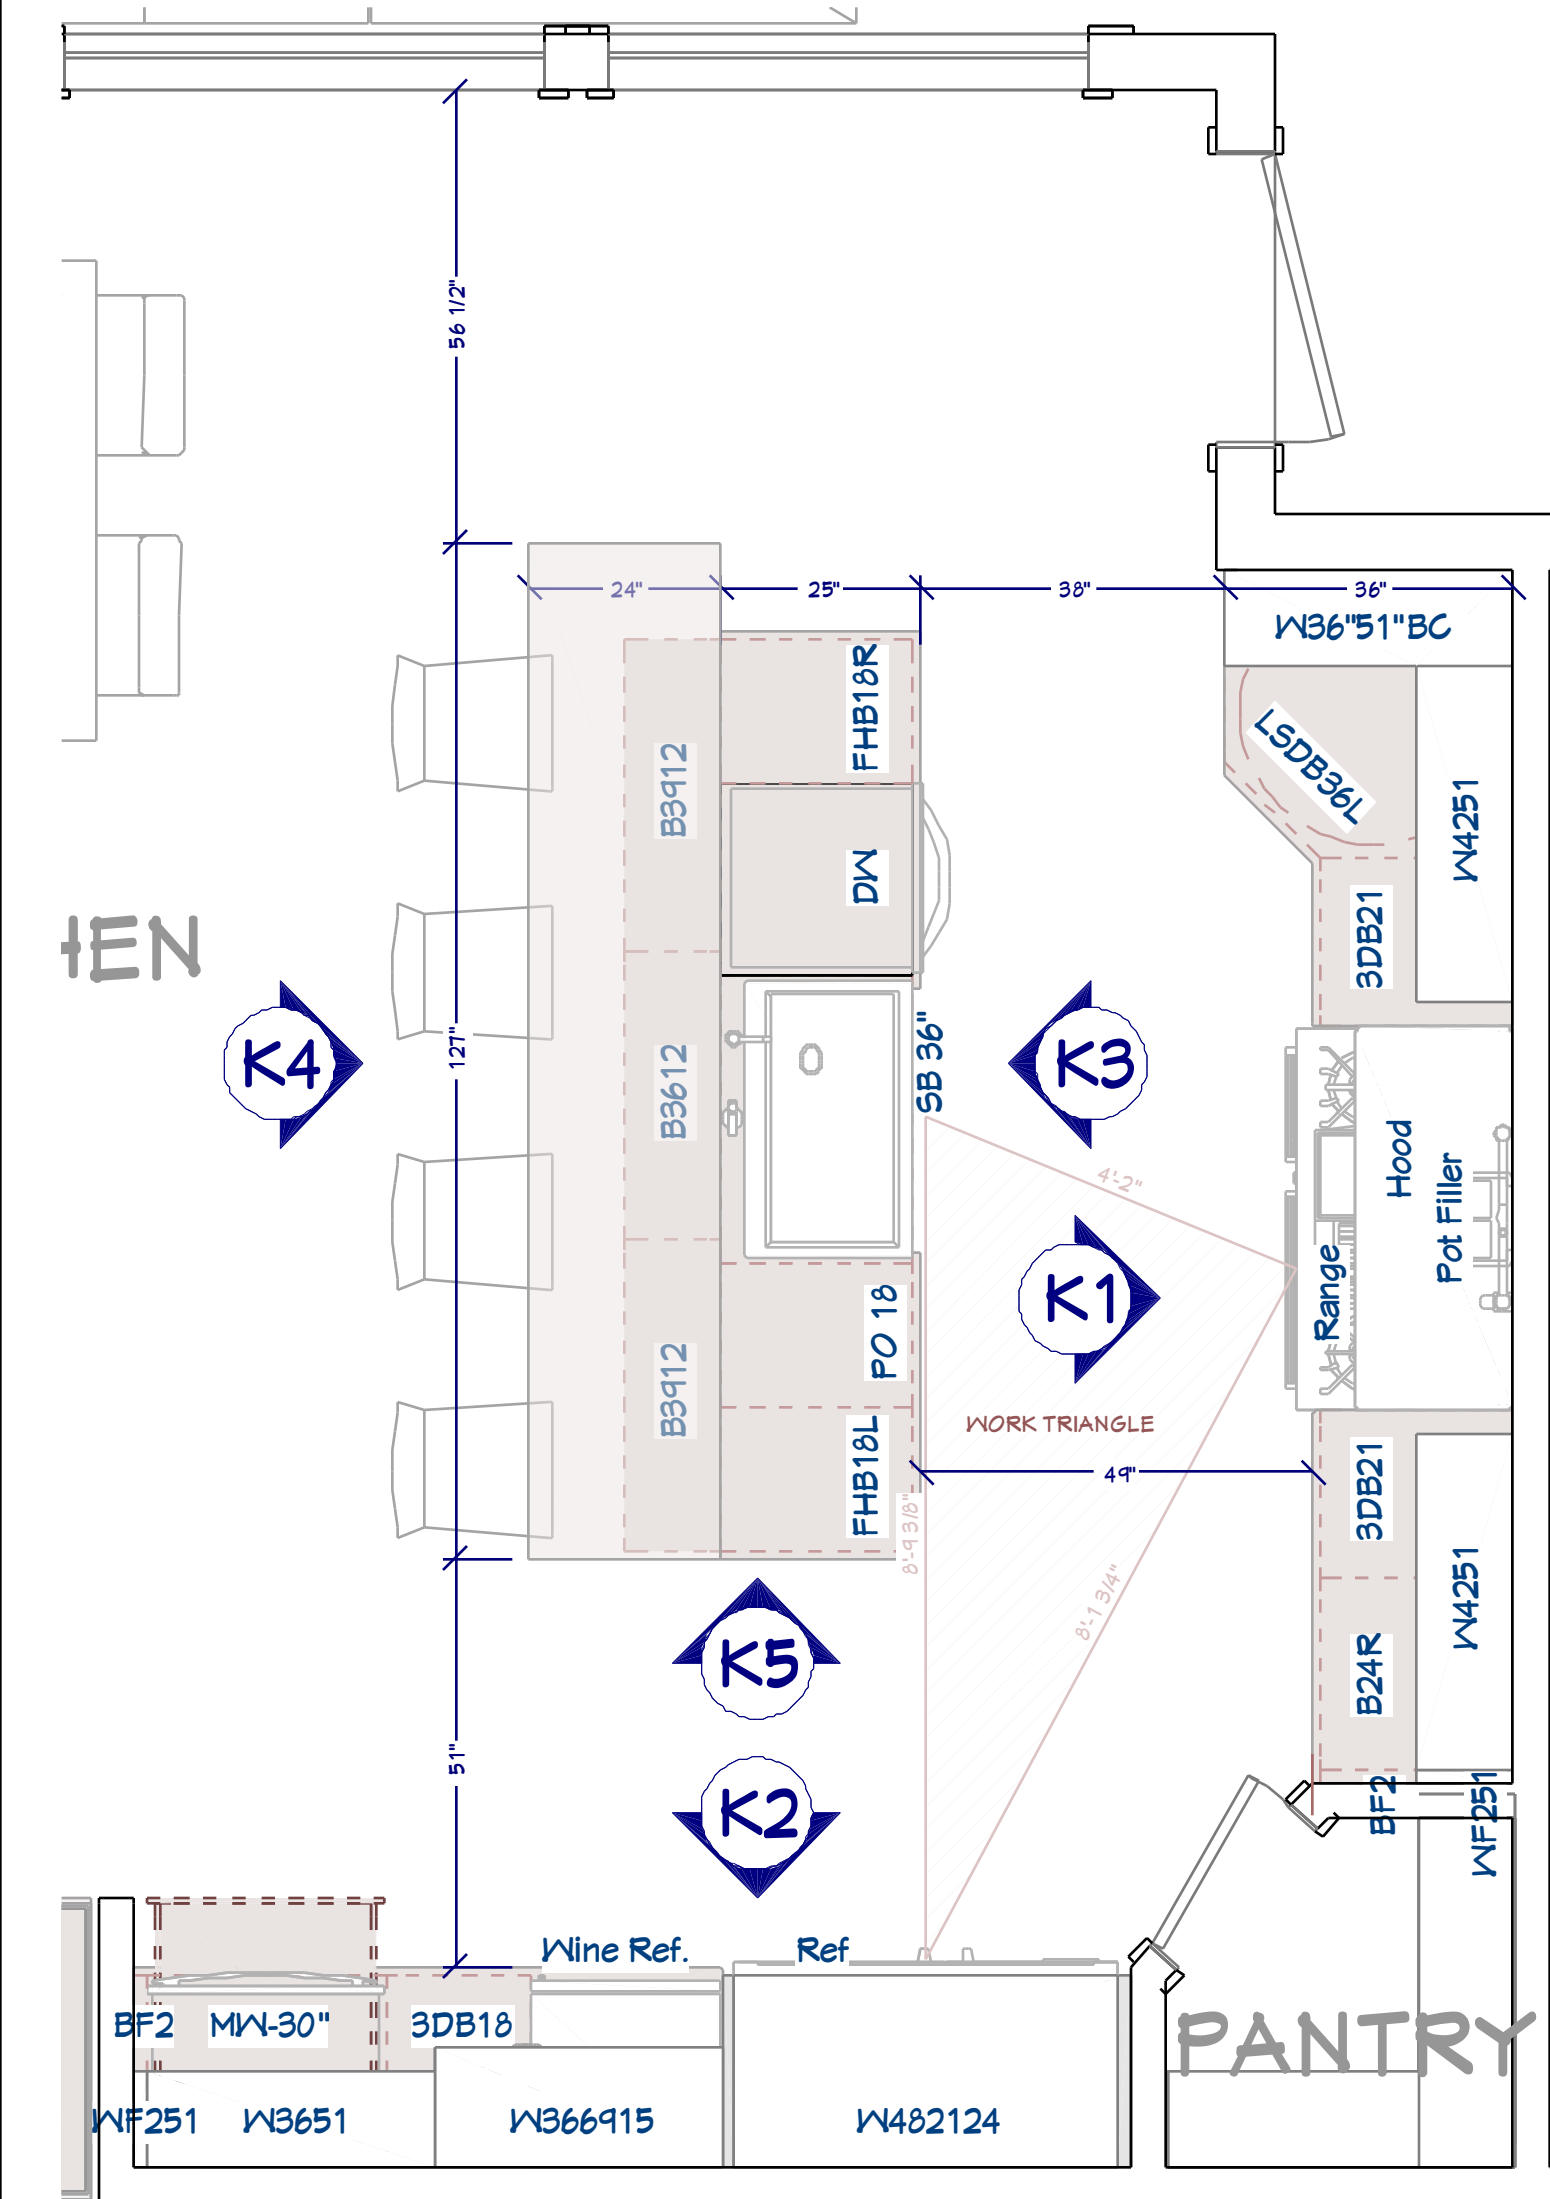 56 1/2"
24"
25"
38"
36"
W36"51"BC
FHB18R
LSDB36L
B3912
W4251
DW
3DB21
HEN
K4
127"
B3612
SB 36"
K3
Hood
Pot Filler
4'-2"
K1
Range
PO 18
B3912
WORK TRIANGLE
FHB18L
49"
3DB21
8'-9 3/8"
8'-1 3/4"
W4251
K5
B24R
51"
K2
BF2
WF251
Wine Ref.
Ref
BF2
MW-30"
3DB18
PANTRY
WF251
W3651
W366915
W482124